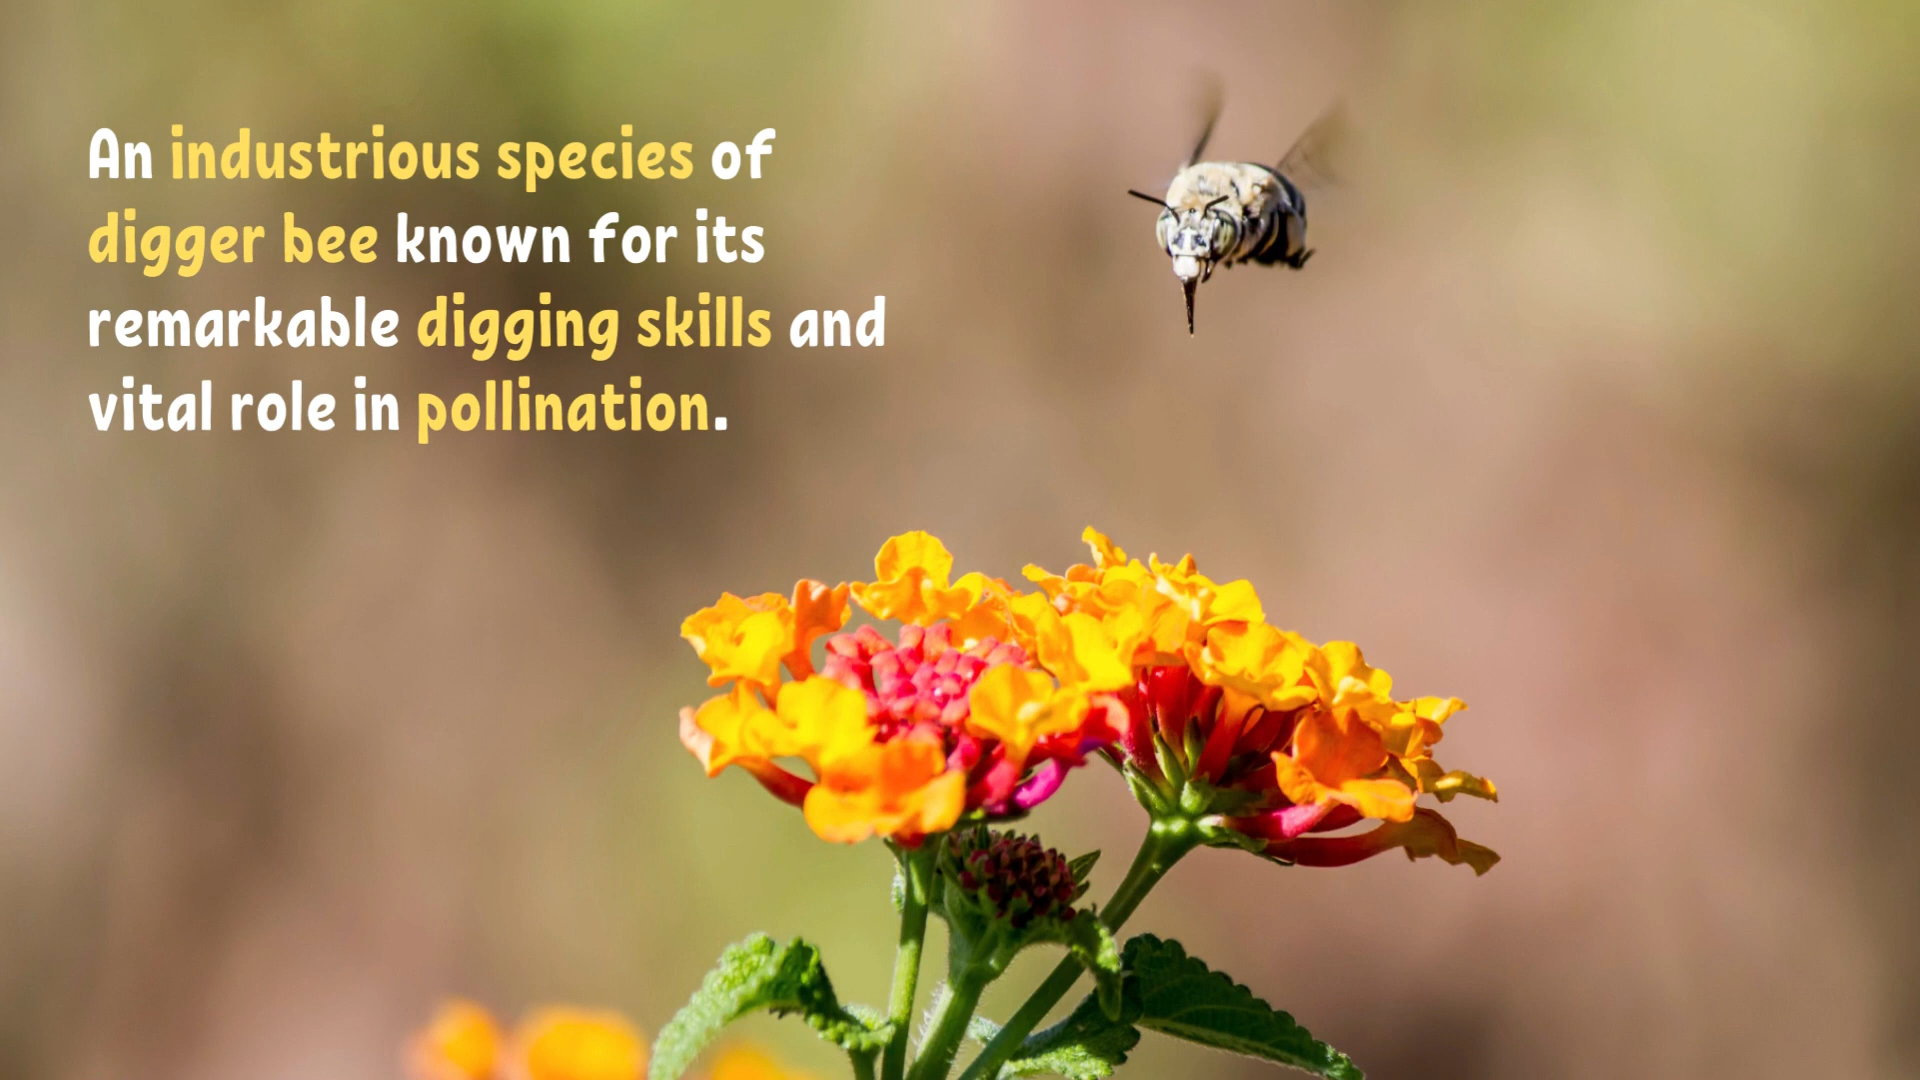 An industrious species of
digger bee known for its
remarkable digging skills and
vital role in pollination.